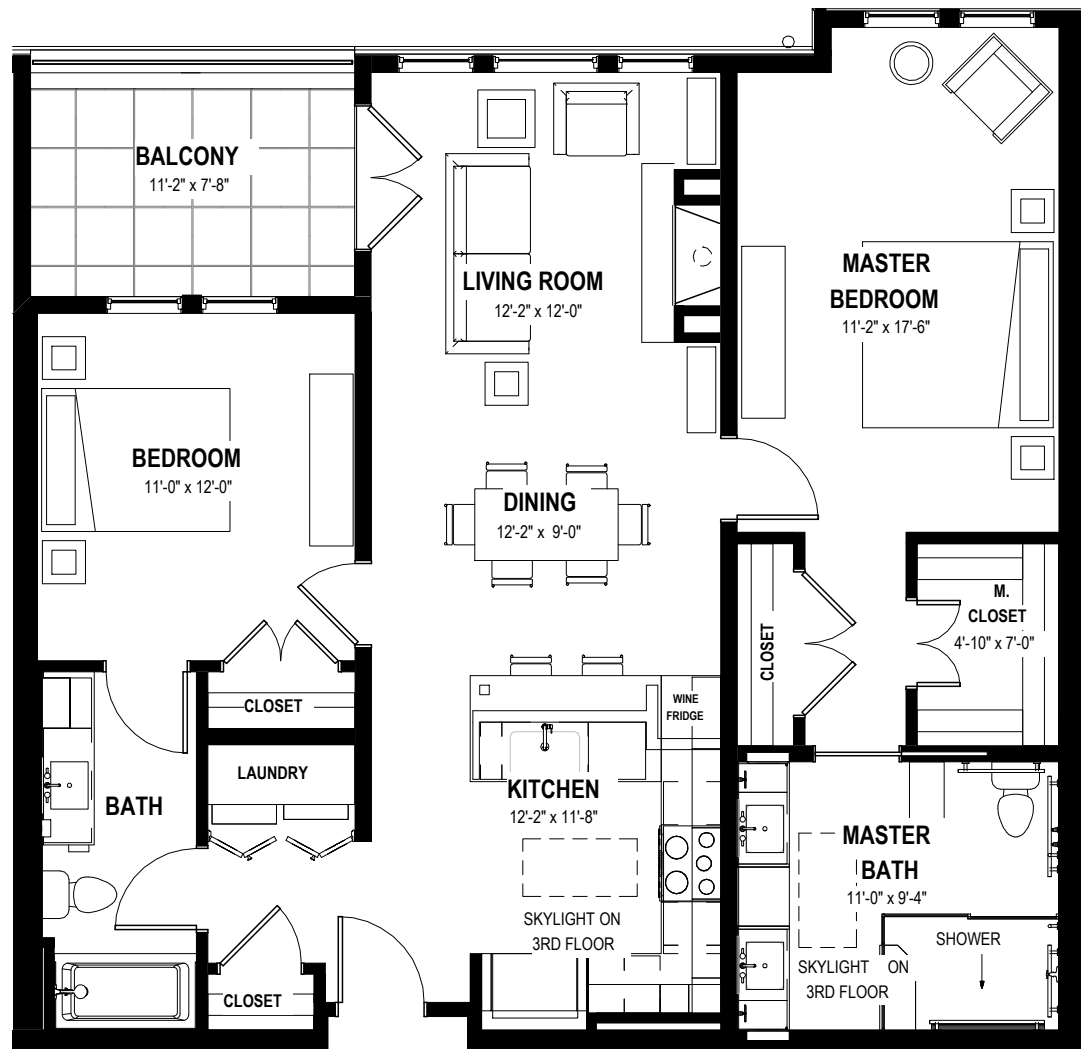 BALCONY
11'-2" x 7'-8"
LIVING ROOM
12'-2" x 12'-0"
MASTER
BEDROOM
11'-2" x 17'-6"
BEDROOM
11'-0" x 12'-0"
DINING
12'-2" x 9'-0"
M.
CLOSET
4'-10" x 7'-0"
CLOSET
CLOSET
WINE
FRIDGE
LAUNDRY
KITCHEN
12'-2" x 11'-8"
BATH
MASTER
BATH
11'-0" x 9'-4"
SKYLIGHT ON
3RD FLOOR
SHOWER
SKYLIGHT ON
3RD FLOOR
CLOSET